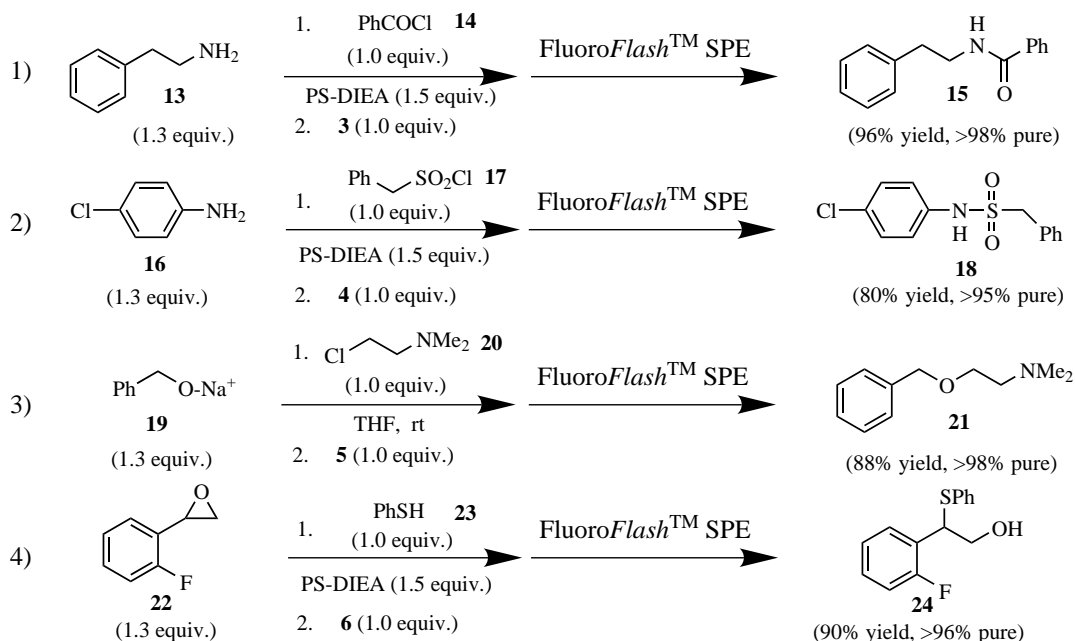 1)
NH2
13
(1.3 equiv.)
1. PhCOCl 14
(1.0 equiv.)
PS-DIEA (1.5 equiv.)
2. 3 (1.0 equiv.)
FluoroFlash™ SPE
H
N Ph
O
15
(96% yield, >98% pure)
2)
Cl NH2
16
(1.3 equiv.)
1. Ph SO2Cl 17
(1.0 equiv.)
PS-DIEA (1.5 equiv.)
2. 4 (1.0 equiv.)
FluoroFlash™ SPE
O
Cl N S
H O Ph
18
(80% yield, >95% pure)
3)
Ph O-Na+
19
(1.3 equiv.)
1. Cl NMe2 20
(1.0 equiv.)
THF, rt
2. 5 (1.0 equiv.)
FluoroFlash™ SPE
O NMe2
21
(88% yield, >98% pure)
4)
O
F
22
(1.3 equiv.)
1. PhSH 23
(1.0 equiv.)
PS-DIEA (1.5 equiv.)
2. 6 (1.0 equiv.)
FluoroFlash™ SPE
SPh
OH
F
24
(90% yield, >96% pure)